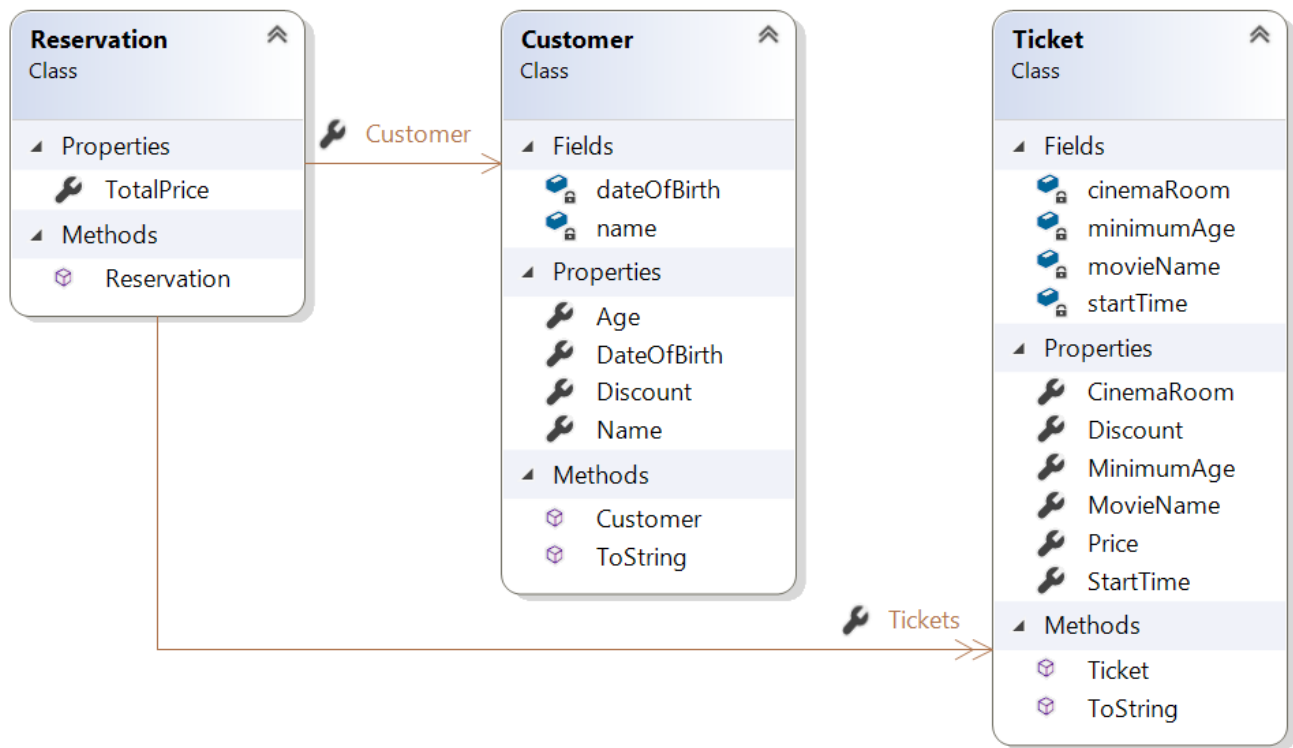 Reservation
Class
Properties
TotalPrice
Methods
Reservation
Customer
Customer
Class
Fields
dateOfBirth
name
Properties
Age
DateOfBirth
Discount
Name
Methods
Customer
ToString
Tickets
Ticket
Class
Fields
cinemaRoom
minimumAge
movieName
startTime
Properties
CinemaRoom
Discount
MinimumAge
MovieName
Price
StartTime
Methods
Ticket
ToString